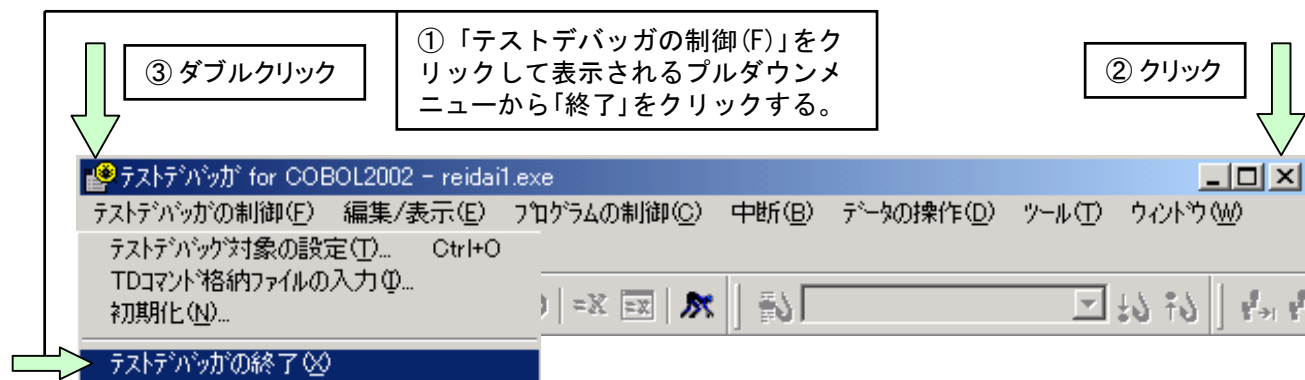 ①「テストデバッガの制御(F)」をク
リックして表示されるプルダウンメ
ニューから「終了」をクリックする。
③ダブルクリック
②クリック
ﾃｽﾄﾃﾞﾊﾞｯｶﾞ for COBOL2002 - reidai1.exe
ﾃｽﾄﾃﾞﾊﾞｯｶﾞの制御(F) 編集/表示(E) ﾌﾟﾛｸﾞﾗﾑの制御(C) 中断(B) ﾃﾞｰﾀの操作(D) ﾂｰﾙ(T) ｳｨﾝﾄﾞｳ(W)
ﾃｽﾄﾃﾞﾊﾞｯｸﾞ対象の設定(T)... Ctrl+O
TDｺﾏﾝﾄﾞ格納ﾌｧｲﾙの入力(I)...
初期化(N)...
ﾃｽﾄﾃﾞﾊﾞｯｶﾞの終了(X)